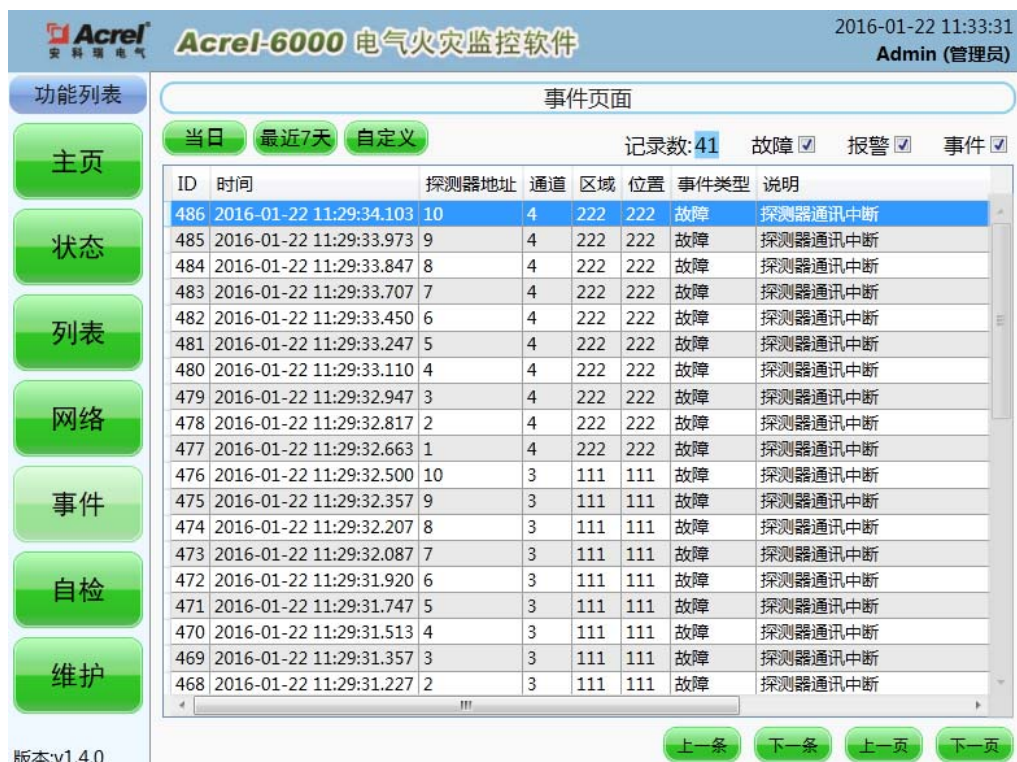 Acrel
安科瑞电气
Acrel-6000 电气火灾监控软件
2016-01-22 11:33:31
Admin (管理员)
功能列表
主页
状态
列表
网络
事件
自检
维护
版本:v1.4.0
事件页面
当日 最近7天 自定义 记录数:41 故障 报警 事件
ID 时间 探测器地址 通道 区域 位置 事件类型 说明
486 2016-01-22 11:29:34.103 10 4 222 222 故障 探测器通讯中断
485 2016-01-22 11:29:33.973 9 4 222 222 故障 探测器通讯中断
484 2016-01-22 11:29:33.847 8 4 222 222 故障 探测器通讯中断
483 2016-01-22 11:29:33.707 7 4 222 222 故障 探测器通讯中断
482 2016-01-22 11:29:33.450 6 4 222 222 故障 探测器通讯中断
481 2016-01-22 11:29:33.247 5 4 222 222 故障 探测器通讯中断
480 2016-01-22 11:29:33.110 4 4 222 222 故障 探测器通讯中断
479 2016-01-22 11:29:32.947 3 4 222 222 故障 探测器通讯中断
478 2016-01-22 11:29:32.817 2 4 222 222 故障 探测器通讯中断
477 2016-01-22 11:29:32.663 1 4 222 222 故障 探测器通讯中断
476 2016-01-22 11:29:32.500 10 3 111 111 故障 探测器通讯中断
475 2016-01-22 11:29:32.357 9 3 111 111 故障 探测器通讯中断
474 2016-01-22 11:29:32.207 8 3 111 111 故障 探测器通讯中断
473 2016-01-22 11:29:32.087 7 3 111 111 故障 探测器通讯中断
472 2016-01-22 11:29:31.920 6 3 111 111 故障 探测器通讯中断
471 2016-01-22 11:29:31.747 5 3 111 111 故障 探测器通讯中断
470 2016-01-22 11:29:31.513 4 3 111 111 故障 探测器通讯中断
469 2016-01-22 11:29:31.357 3 3 111 111 故障 探测器通讯中断
468 2016-01-22 11:29:31.227 2 3 111 111 故障 探测器通讯中断
上一条 下一条 上一页 下一页